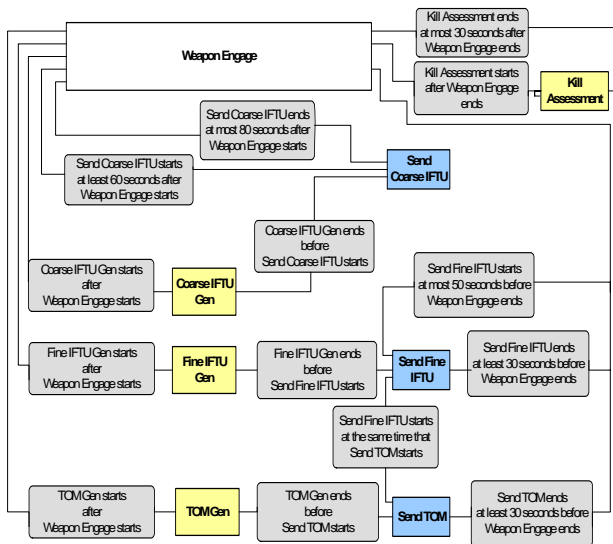 Kill Assessment ends
at most 30 seconds after
Weapon Engage ends
Weapon Engage
Kill Assessment starts
after Weapon Engage
ends
Kill
Assessment
Send Coarse IFTU ends
at most 80 seconds after
Weapon Engage starts
Send
Coarse IFTU
Send Coarse IFTU starts
at least 60 seconds after
Weapon Engage starts
Coarse IFTU Gen ends
before
Send Coarse IFTU starts
Coarse IFTU Gen starts
after
Weapon Engage starts
Coarse IFTU
Gen
Send Fine IFTU starts
at most 50 seconds before
Weapon Engage ends
Fine IFTU Gen starts
after
Weapon Engage starts
Fine IFTU
Gen
Fine IFTU Gen ends
before
Send Fine IFTU starts
Send Fine
IFTU
Send Fine IFTU ends
at least 30 seconds before
Weapon Engage ends
Send Fine IFTU starts
at the same time that
Send TOM starts
TOM Gen starts
after
Weapon Engage starts
TOM Gen
TOM Gen ends
before
Send TOM starts
Send TOM
Send TOM ends
at least 30 seconds before
Weapon Engage ends